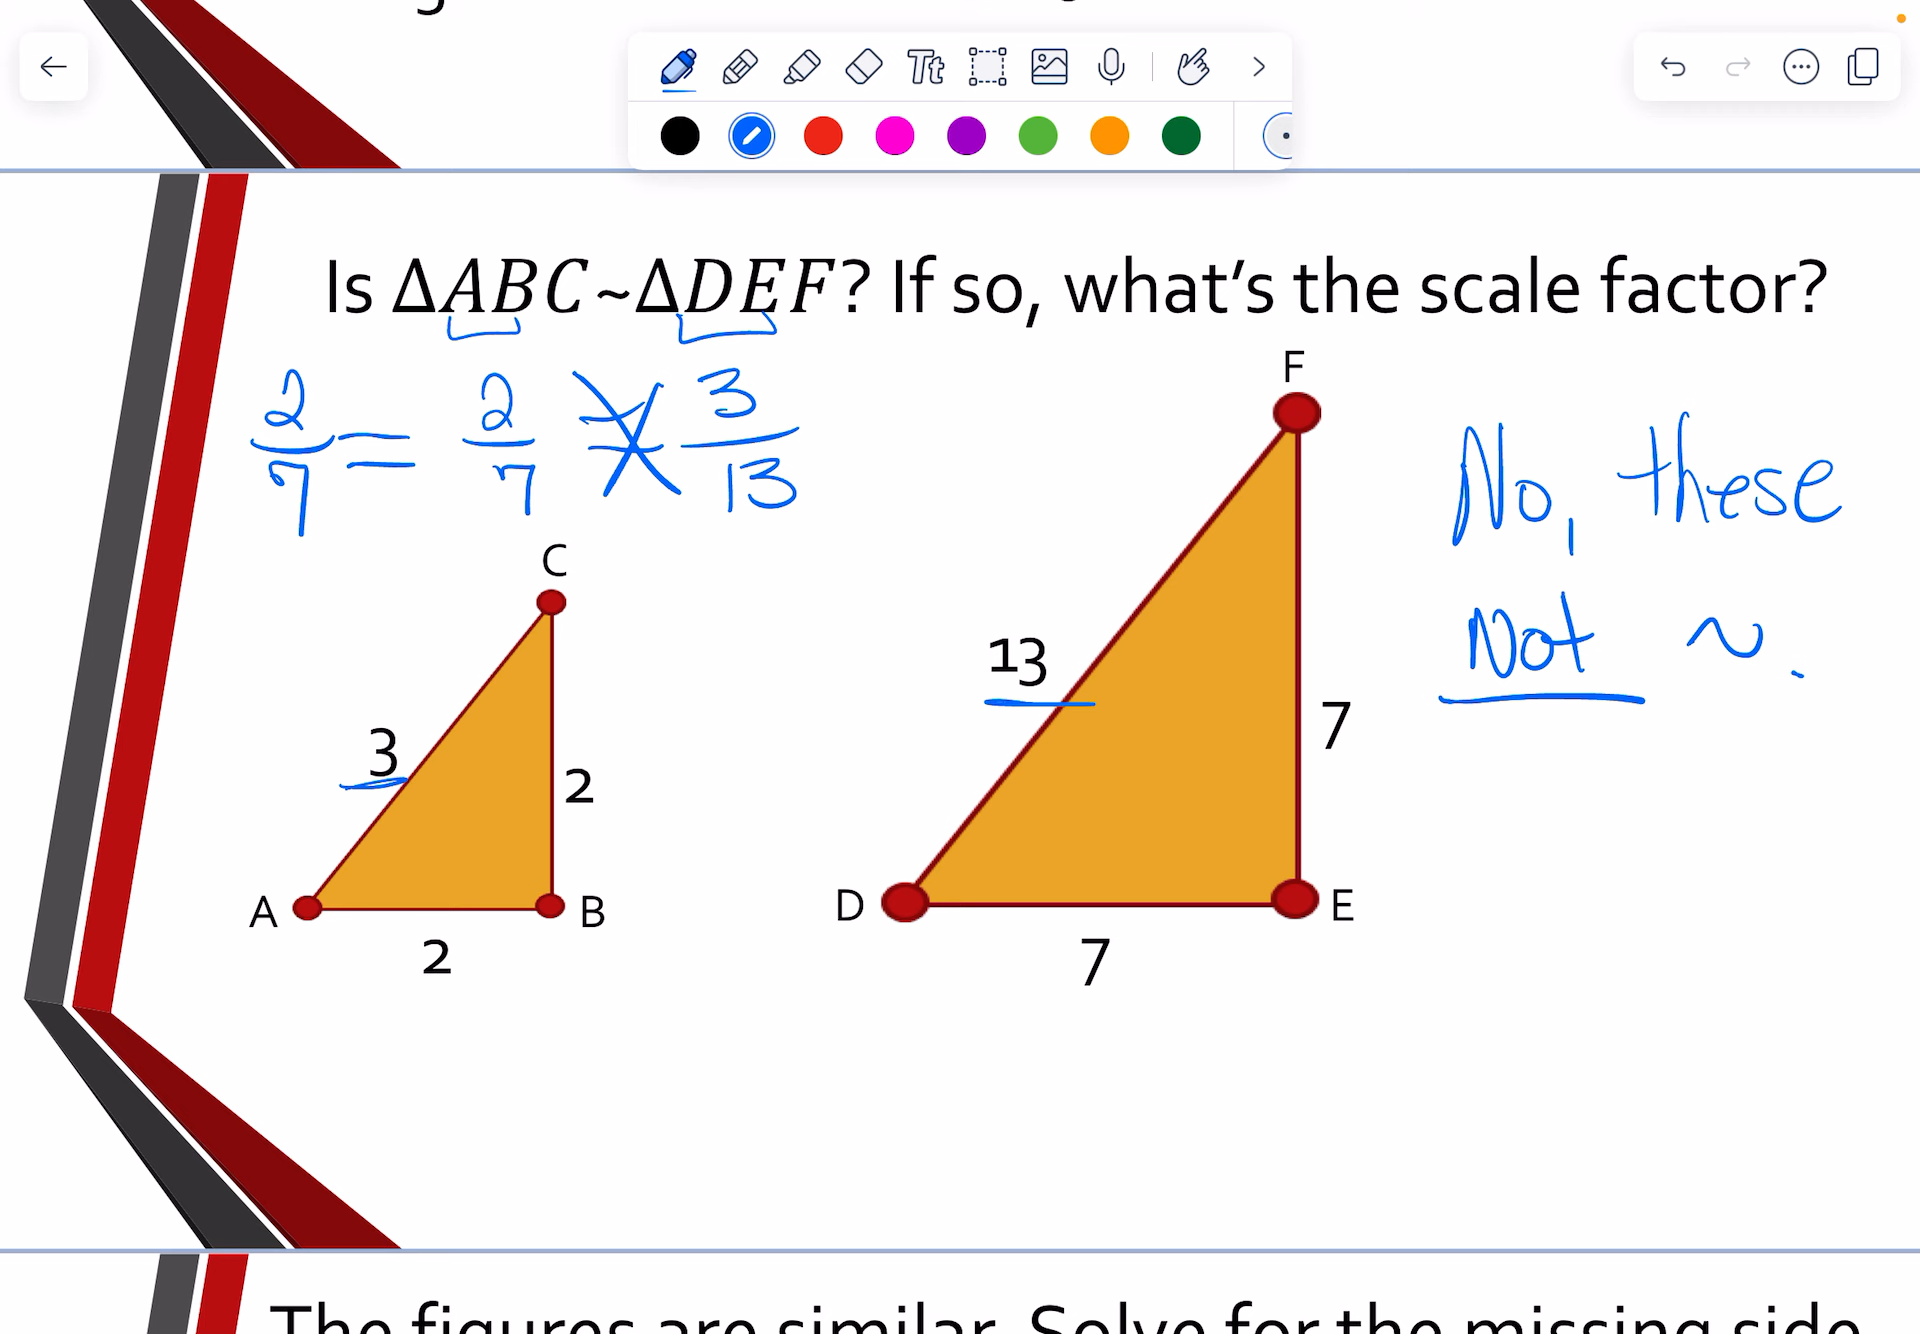 Tt
Is ΔABC~ΔDEF? If so, what's the scale factor?
2/7 = 2/7 ≠ 3/13
F
No, these
Not ~.
C
13
3
7
2
A
B
D
E
2
7
The figures are similar. Solve for the missing side